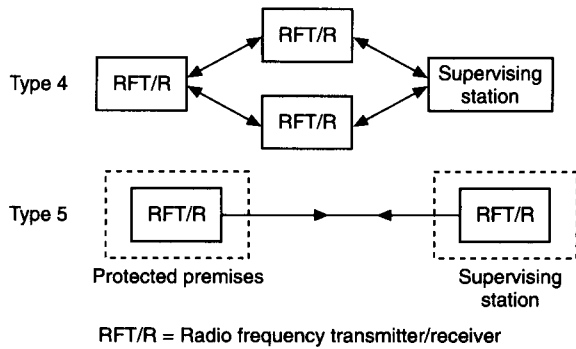 RFT/R
Type 4
RFT/R
Supervising
station
RFT/R
Type 5
RFT/R
RFT/R
Protected premises
Supervising
station
RFT/R = Radio frequency transmitter/receiver